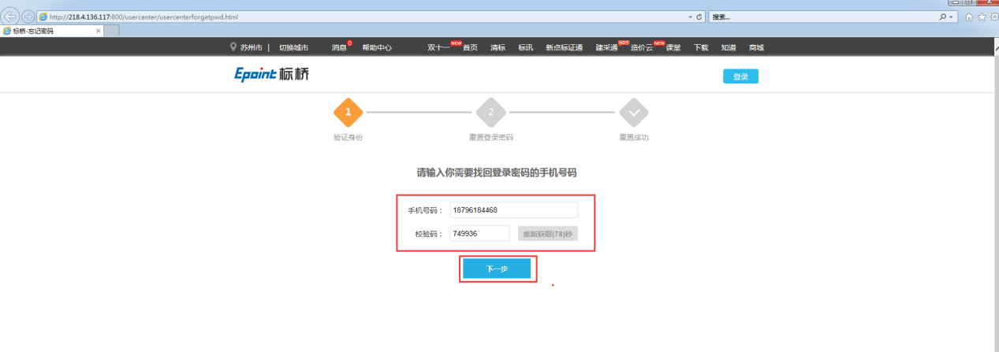 http://218.4.136.117:800/usercenter/usercenterforgetpwd.html
搜索...
标桥-忘记密码
苏州市 | 切换城市 消息 0 帮助中心 双十一 NEW 首页 清标 标讯 新点标证通 建采通 HOT 造价云 NEW 课堂 下载 知道 商城
Epoint 标桥
登录
1
2
验证身份
重置登录密码
重置成功
请输入你需要找回登录密码的手机号码
手机号码： 18796184468
校验码： 749936 重新获取(78)秒
下一步